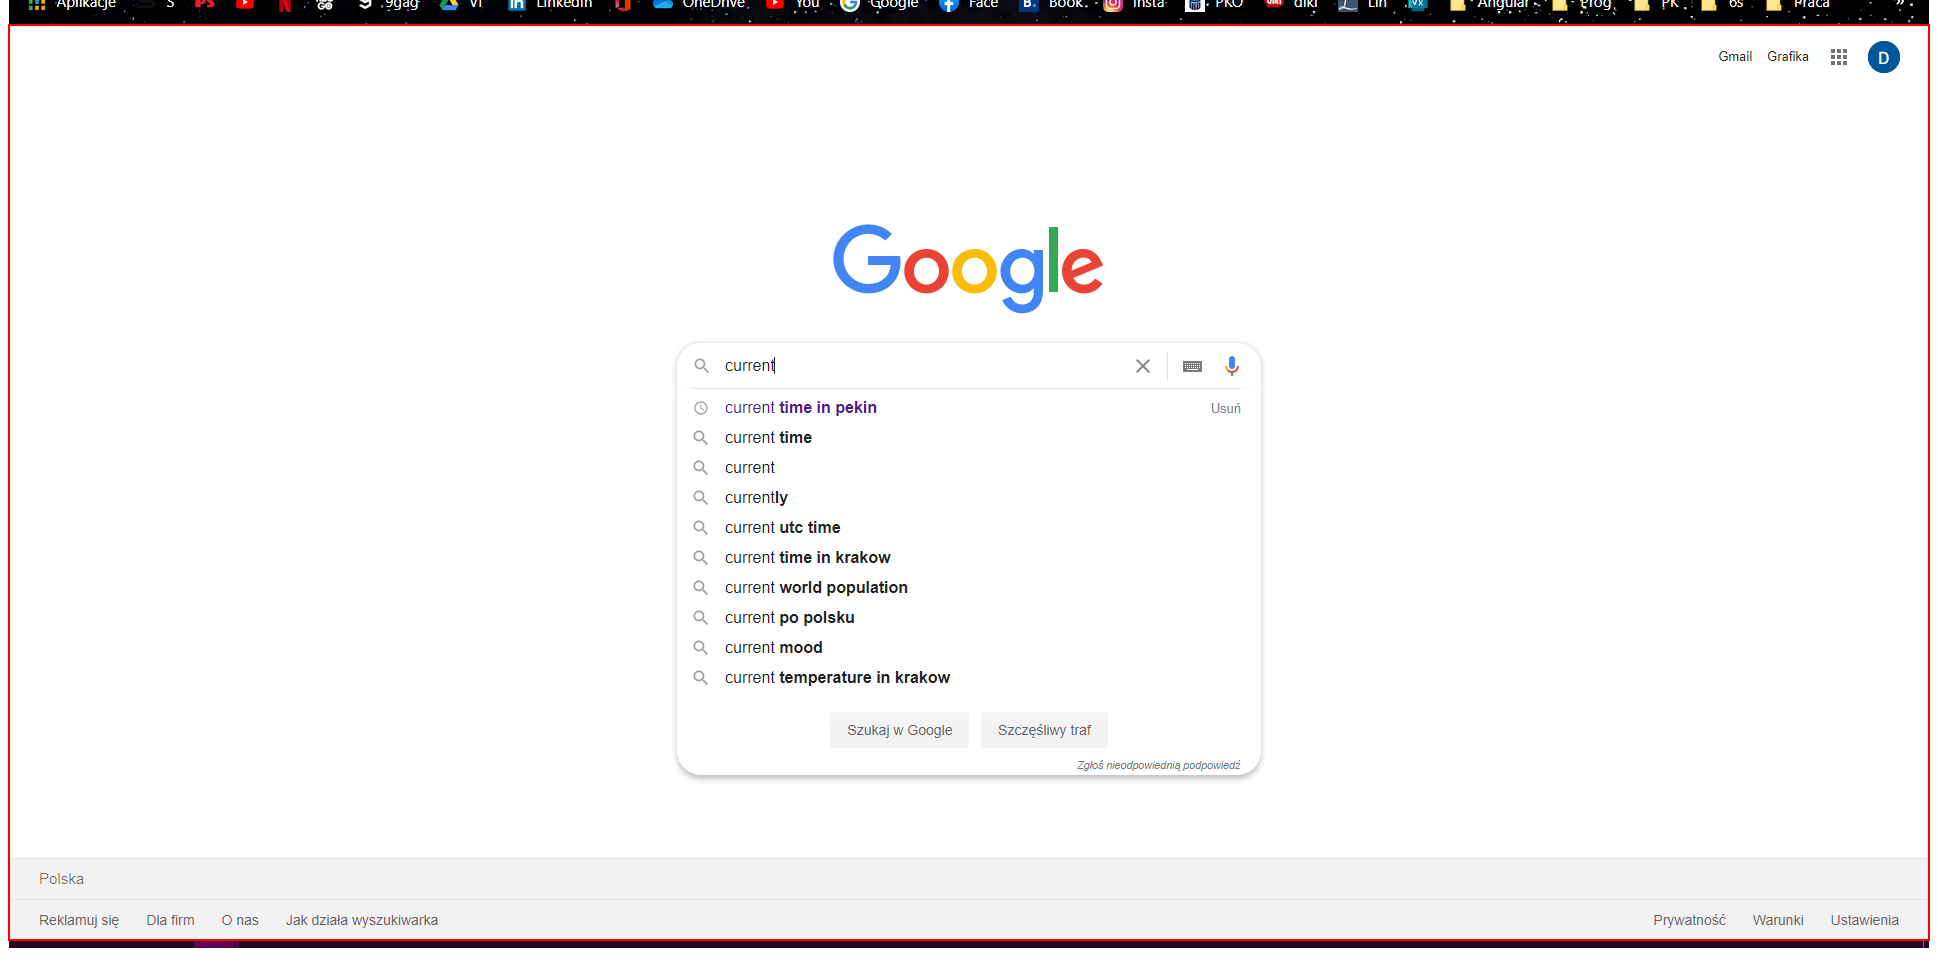 Aplikacje S 9gag Vi LinkedIn OneDrive You Google Face Book. Insta PKO diki Lin Angular Prog PK 6s Praca »
Gmail Grafika D
Google
current
current time in pekin Usuń
current time
current
currently
current utc time
current time in krakow
current world population
current po polsku
current mood
current temperature in krakow
Szukaj w Google Szczęśliwy traf
Zgłoś nieodpowiednią podpowiedź
Polska
Reklamuj się Dla firm O nas Jak działa wyszukiwarka Prywatność Warunki Ustawienia